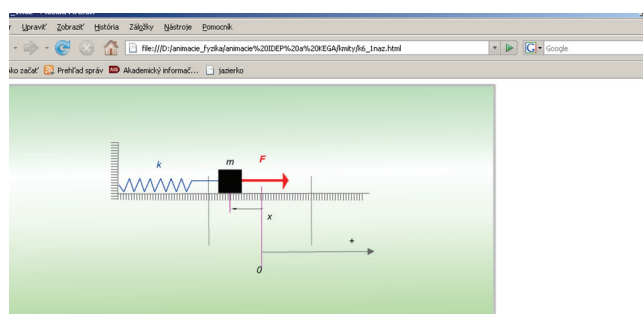 Upraviť Zobraziť História Záložky Nástroje Pomocník
file:///D:/animacie_fyzika/animacie%20IDEP%20a%20KEGA/kmity/k6_1naz.html
G Google
ko začať Prehľad správ Akademický informač... jazierko
k
m
F
x
+
0